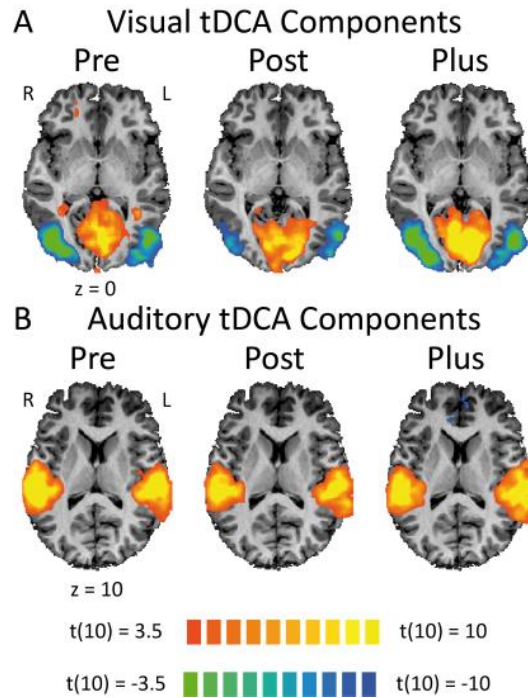 A Visual tDCA Components
Pre Post Plus
R L
z = 0
B Auditory tDCA Components
Pre Post Plus
R L
z = 10
t(10) = 3.5 t(10) = 10
t(10) = -3.5 t(10) = -10